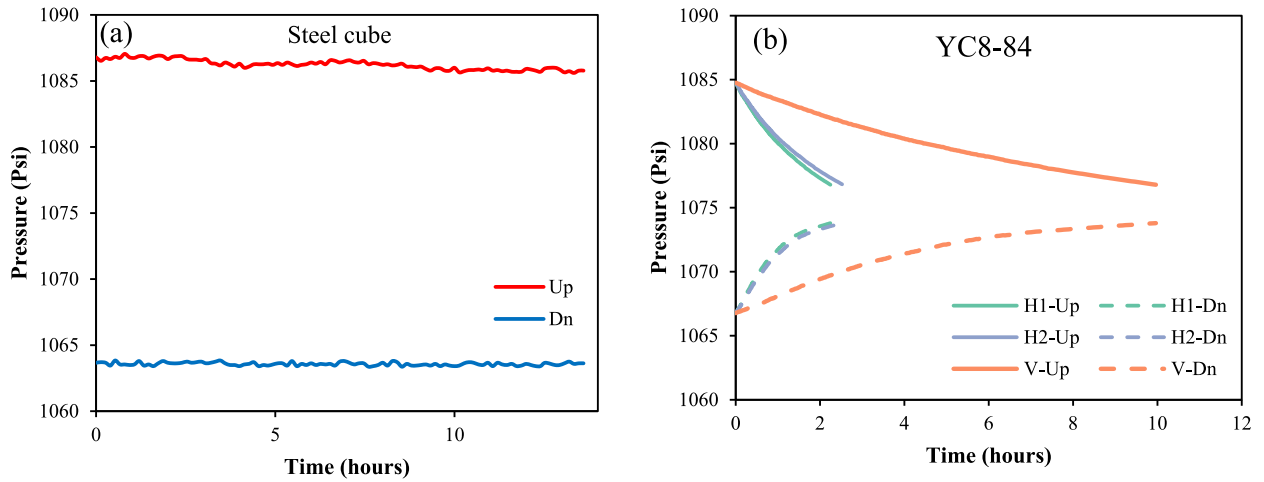 (a)
Steel cube
Pressure (Psi)
1090
1085
1080
1075
1070
1065
1060
Up
Dn
0
5
10
Time (hours)
(b)
YC8-84
Pressure (Psi)
1090
1085
1080
1075
1070
1065
1060
H1-Up
H1-Dn
H2-Up
H2-Dn
V-Up
V-Dn
0
2
4
6
8
10
12
Time (hours)